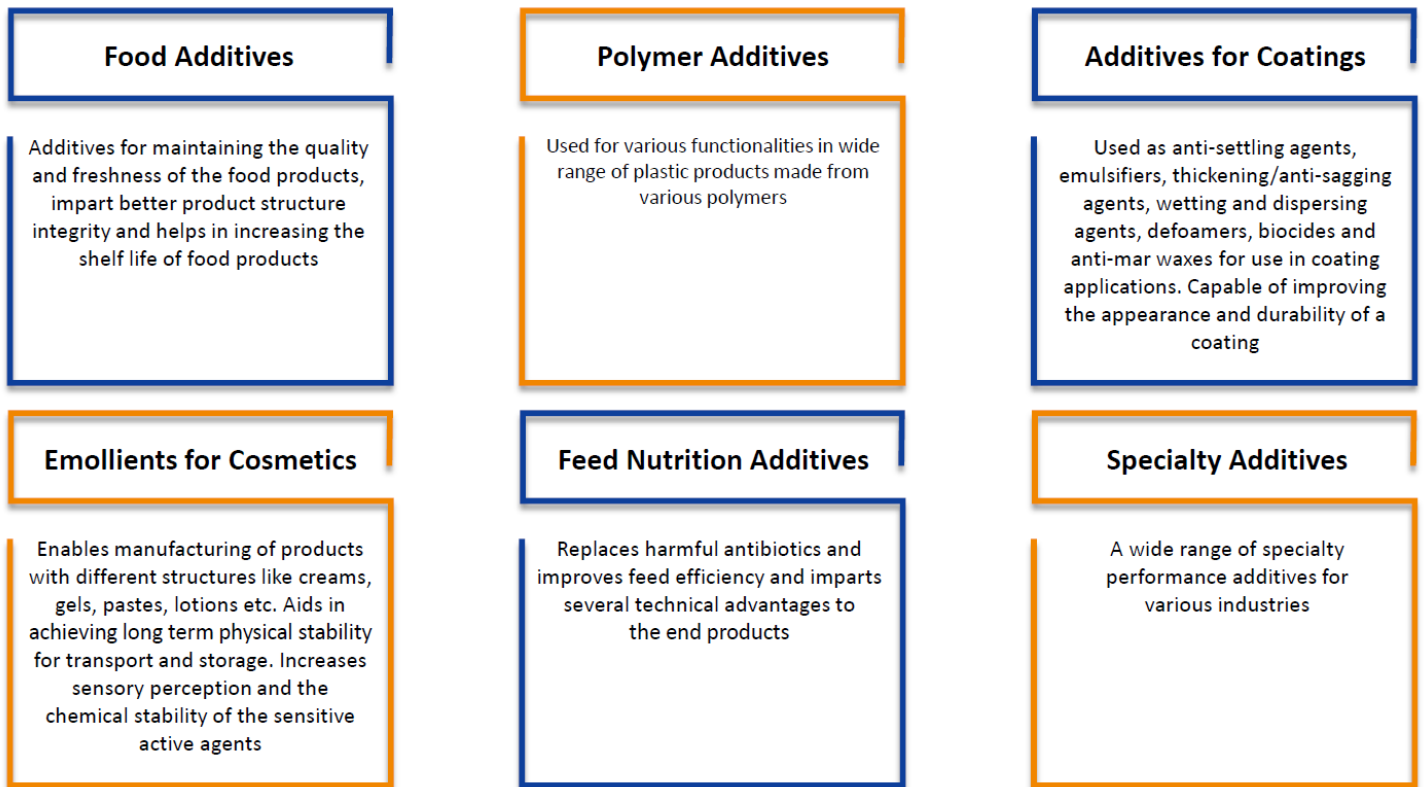 Food Additives
Additives for maintaining the quality
and freshness of the food products,
impart better product structure
integrity and helps in increasing the
shelf life of food products
Polymer Additives
Used for various functionalities in wide
range of plastic products made from
various polymers
Additives for Coatings
Used as anti-settling agents,
emulsifiers, thickening/anti-sagging
agents, wetting and dispersing
agents, defoamers, biocides and
anti-mar waxes for use in coating
applications. Capable of improving
the appearance and durability of a
coating
Emollients for Cosmetics
Enables manufacturing of products
with different structures like creams,
gels, pastes, lotions etc. Aids in
achieving long term physical stability
for transport and storage. Increases
sensory perception and the
chemical stability of the sensitive
active agents
Feed Nutrition Additives
Replaces harmful antibiotics and
improves feed efficiency and imparts
several technical advantages to
the end products
Specialty Additives
A wide range of specialty
performance additives for
various industries